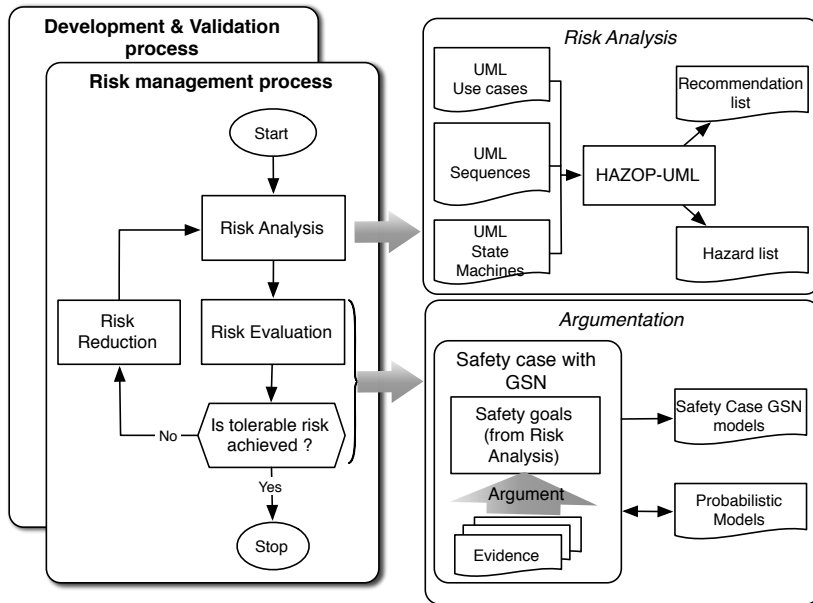 Development & Validation
process
Risk management process
Start
Risk Analysis
Risk
Reduction
Risk Evaluation
Is tolerable risk
achieved ?
No
Yes
Stop
Risk Analysis
UML
Use cases
UML
Sequences
UML
State
Machines
HAZOP-UML
Recommendation
list
Hazard list
Argumentation
Safety case with
GSN
Safety goals
(from Risk
Analysis)
Argument
Evidence
Safety Case GSN
models
Probabilistic
Models